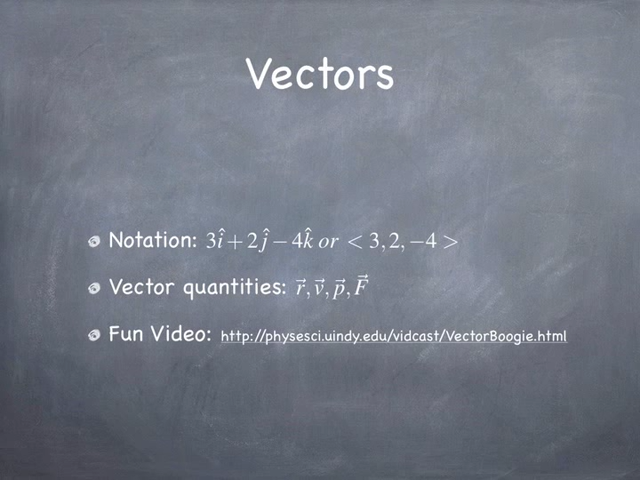 Vectors
Notation: 3î + 2ĵ − 4k̂ or < 3, 2, −4 >
Vector quantities: r⃗, v⃗, p⃗, F⃗
Fun Video: http://physesci.uindy.edu/vidcast/VectorBoogie.html